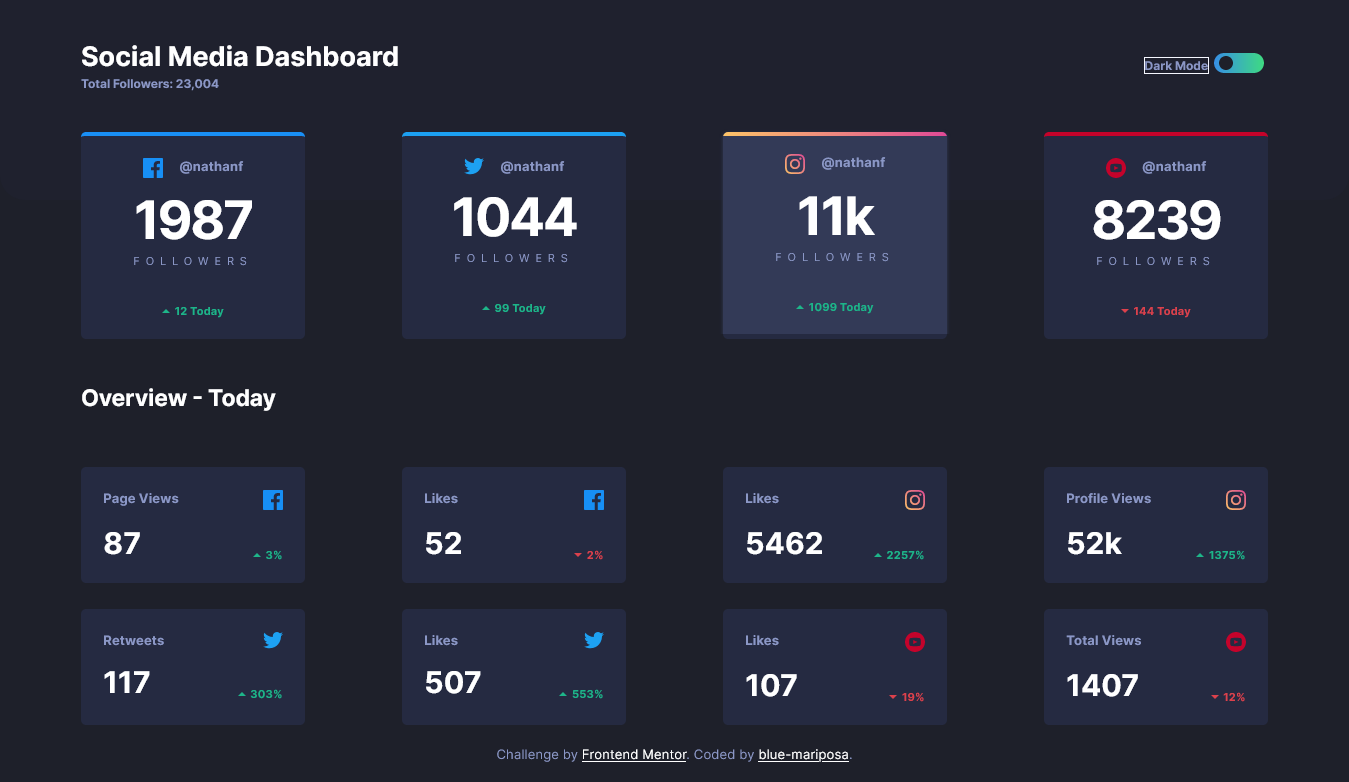 Social Media Dashboard
Total Followers: 23,004
Dark Mode
@nathanf
1987
FOLLOWERS
12 Today
@nathanf
1044
FOLLOWERS
99 Today
@nathanf
11k
FOLLOWERS
1099 Today
@nathanf
8239
FOLLOWERS
144 Today
Overview - Today
Page Views
87
3%
Likes
52
2%
Likes
5462
2257%
Profile Views
52k
1375%
Retweets
117
303%
Likes
507
553%
Likes
107
19%
Total Views
1407
12%
Challenge by Frontend Mentor. Coded by blue-mariposa.